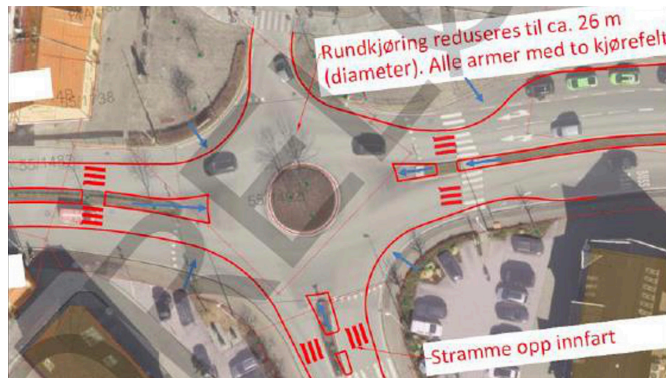 Rundkjøring reduseres til ca. 26 m
(diameter). Alle armer med to kjørefelt
Stramme opp innfart